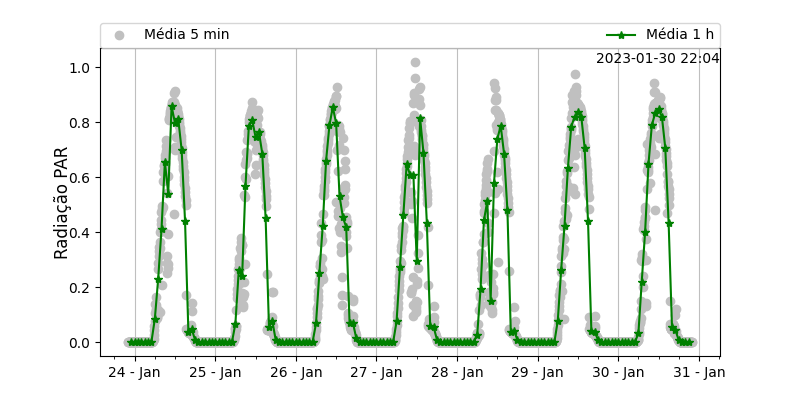 Média 5 min
Média 1 h
2023-01-30 22:04
Radiação PAR
1.0
0.8
0.6
0.4
0.2
0.0
24 - Jan
25 - Jan
26 - Jan
27 - Jan
28 - Jan
29 - Jan
30 - Jan
31 - Jan